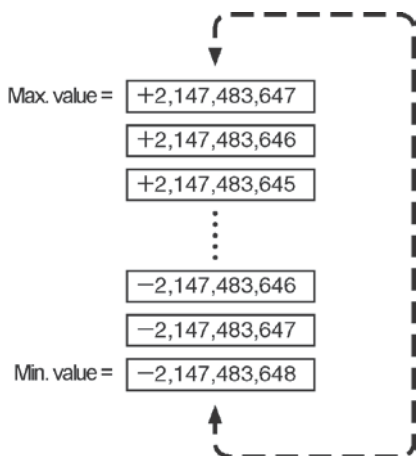 Max. value = +2,147,483,647
+2,147,483,646
+2,147,483,645
−2,147,483,646
−2,147,483,647
Min. value = −2,147,483,648